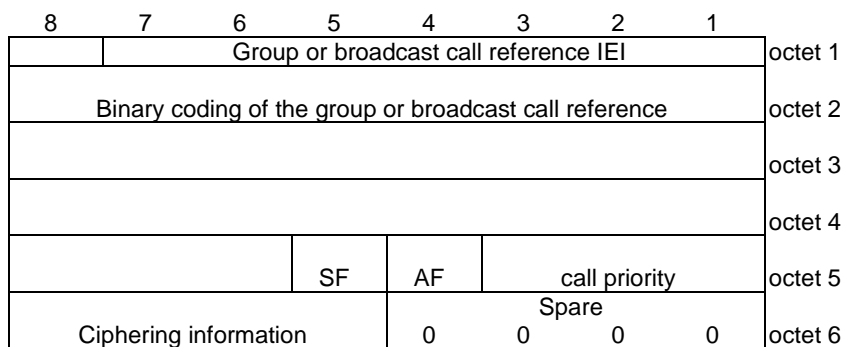 8 7 6 5 4 3 2 1
Group or broadcast call reference IEI octet 1
Binary coding of the group or broadcast call reference octet 2
octet 3
octet 4
SF AF call priority octet 5
Spare
Ciphering information 0 0 0 0 octet 6